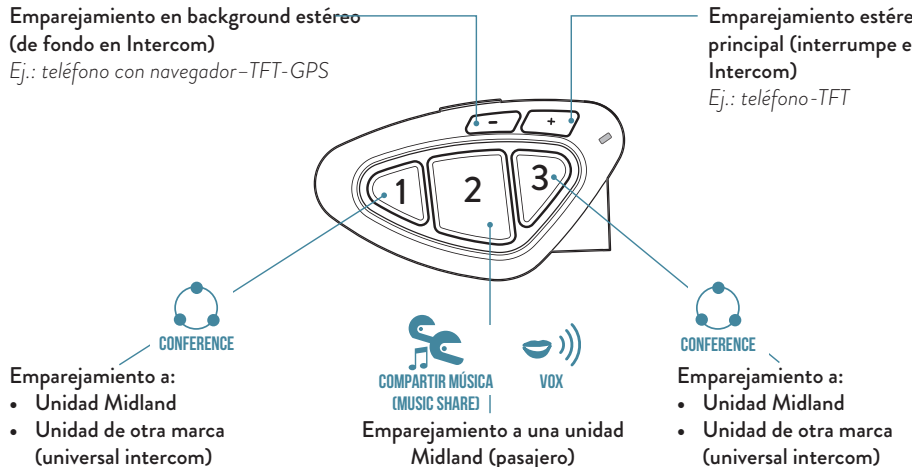 Emparejamiento en background estéreo
(de fondo en Intercom)
Ej.: teléfono con navegador–TFT-GPS
Emparejamiento estére
principal (interrumpe e
Intercom)
Ej.: teléfono-TFT
-
+
1
2
3
CONFERENCE
Emparejamiento a:
• Unidad Midland
• Unidad de otra marca
(universal intercom)
COMPARTIR MÚSICA
(MUSIC SHARE)
VOX
Emparejamiento a una unidad
Midland (pasajero)
CONFERENCE
Emparejamiento a:
• Unidad Midland
• Unidad de otra marca
(universal intercom)